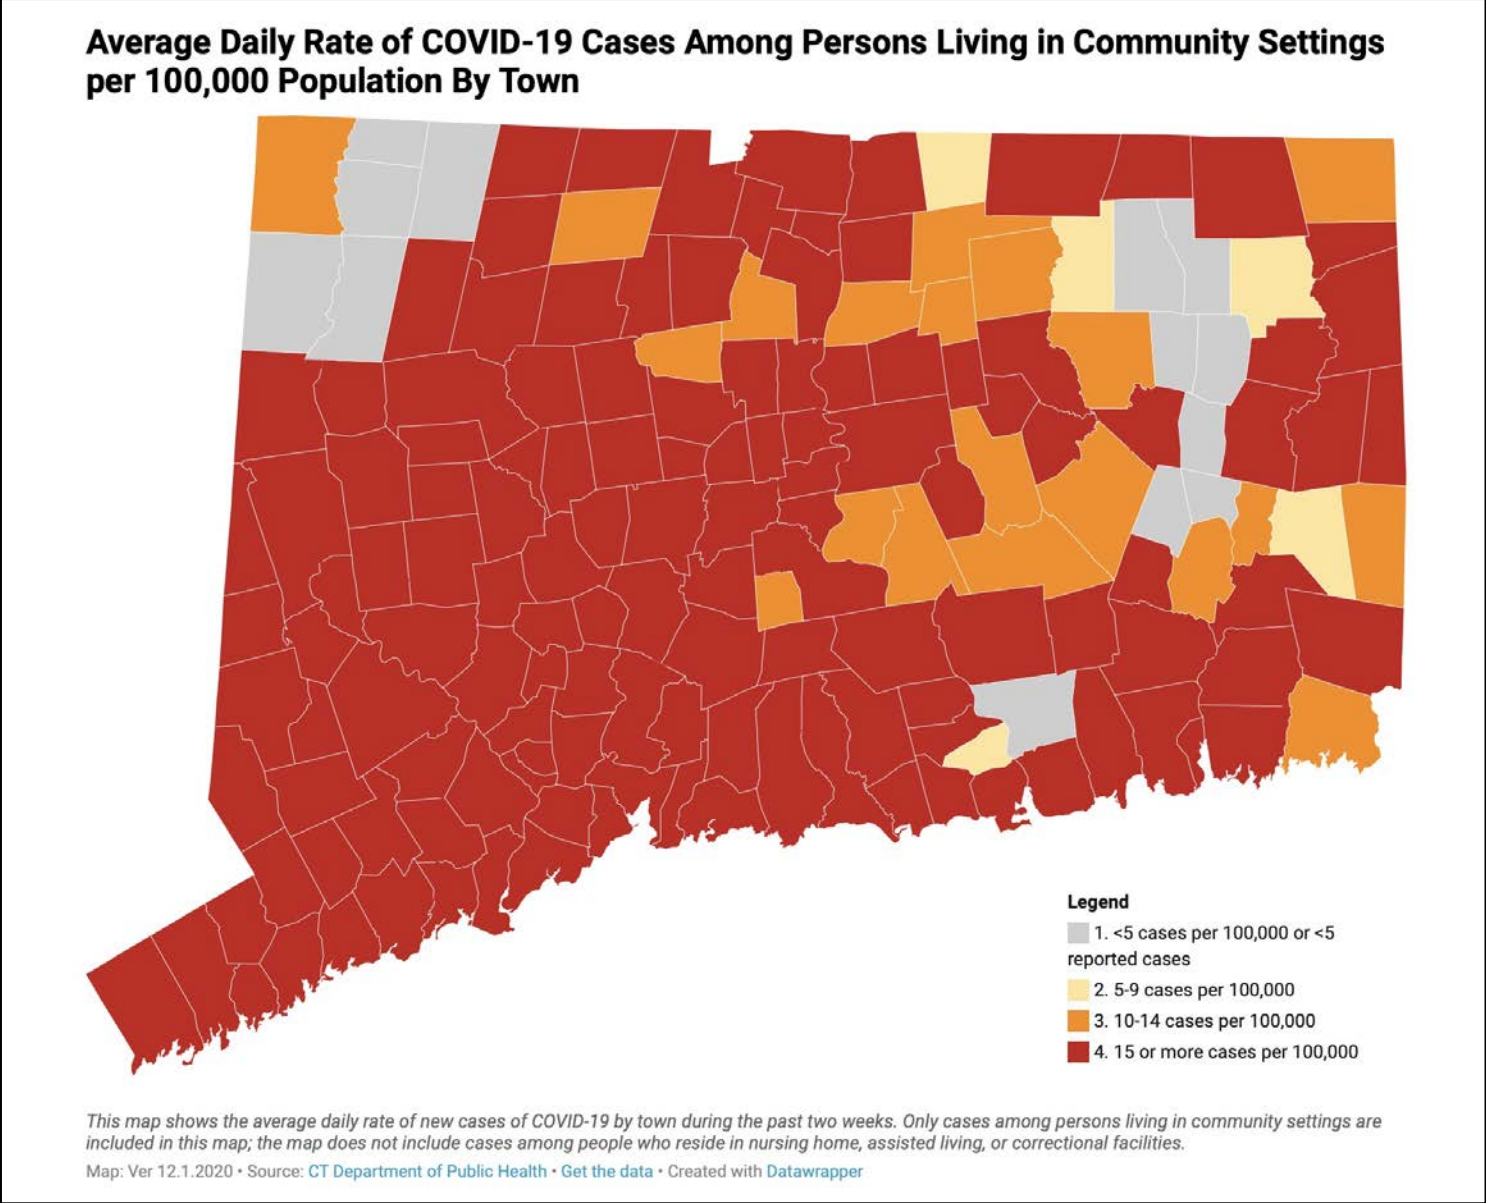 Average Daily Rate of COVID-19 Cases Among Persons Living in Community Settings
per 100,000 Population By Town
Legend
1. <5 cases per 100,000 or <5
reported cases
2. 5-9 cases per 100,000
3. 10-14 cases per 100,000
4. 15 or more cases per 100,000
This map shows the average daily rate of new cases of COVID-19 by town during the past two weeks. Only cases among persons living in community settings are
included in this map; the map does not include cases among people who reside in nursing home, assisted living, or correctional facilities.
Map: Ver 12.1.2020 • Source: CT Department of Public Health • Get the data • Created with Datawrapper